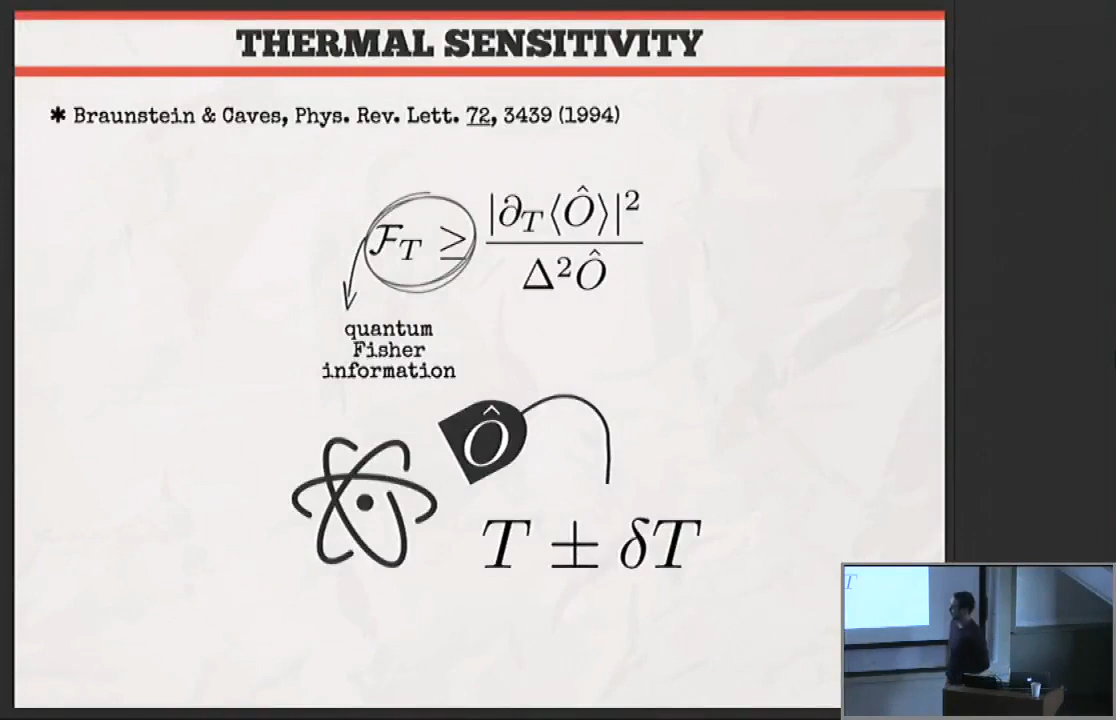 THERMAL SENSITIVITY
* Braunstein & Caves, Phys. Rev. Lett. 72, 3439 (1994)
ℱ_T ≥ |∂_T⟨Ô⟩|² / Δ²Ô
quantum
Fisher
information
Ô
T ± δT
T